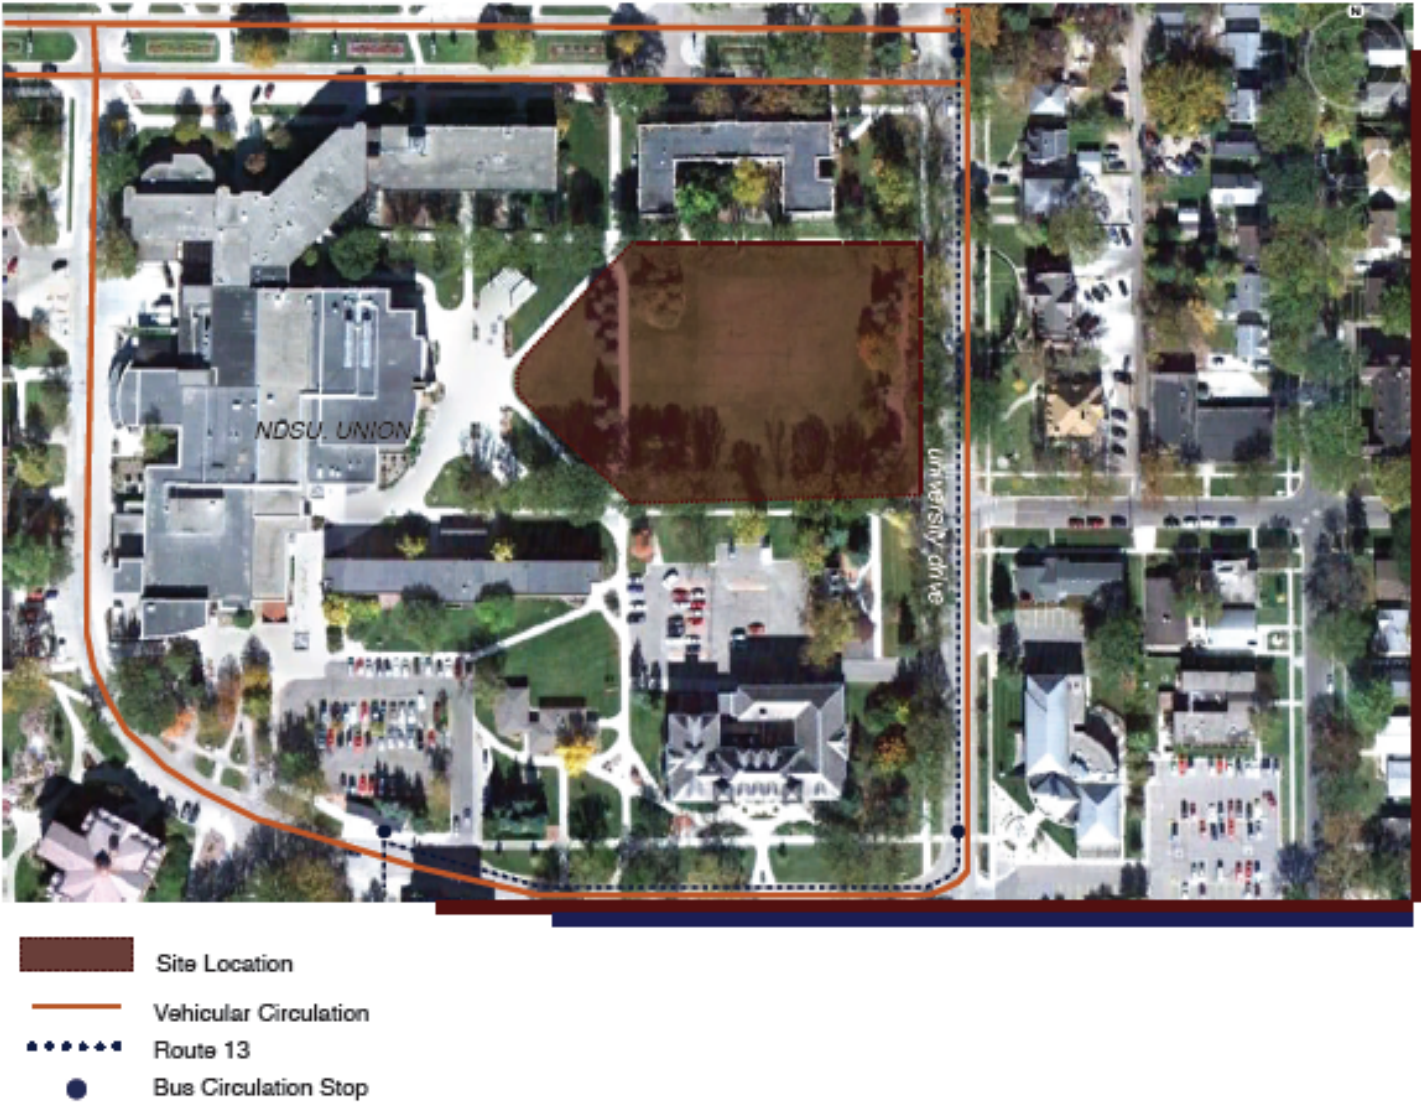 N
NDSU. UNION
university drive
Site Location
Vehicular Circulation
Route 13
Bus Circulation Stop